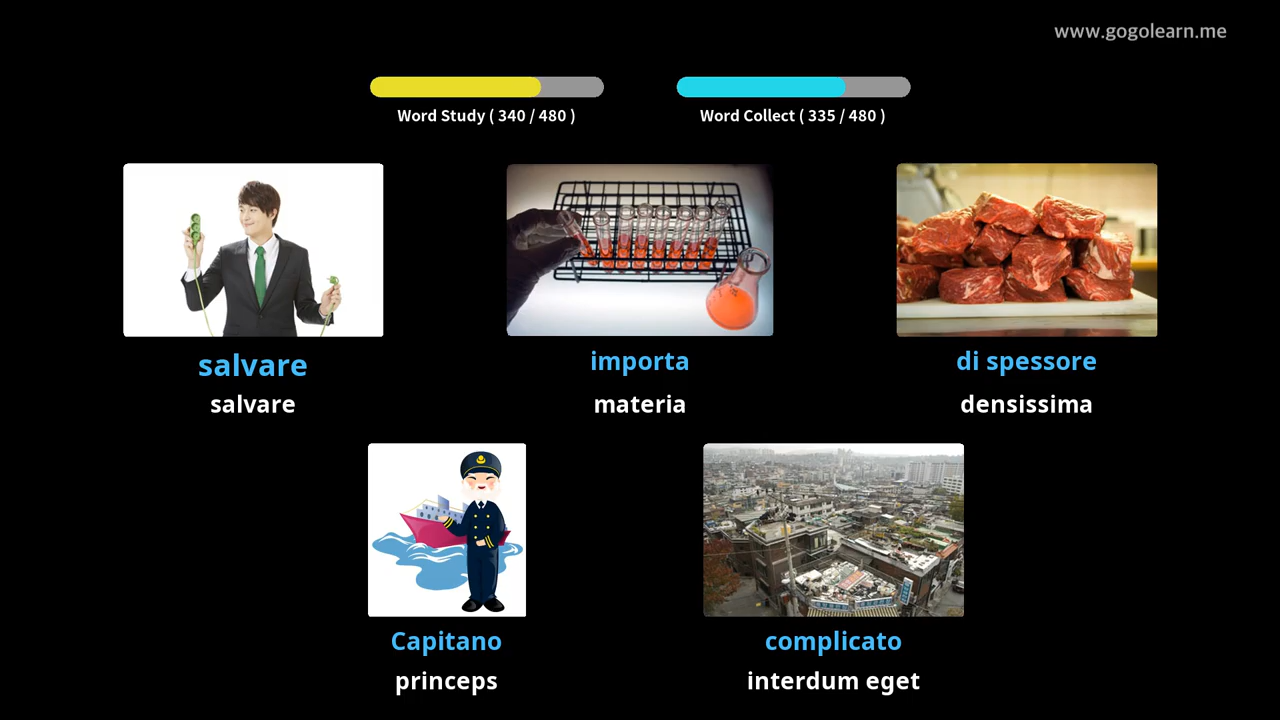 www.gogolearn.me
Word Study ( 340 / 480 )
Word Collect ( 335 / 480 )
salvare
salvare
importa
materia
di spessore
densissima
Capitano
princeps
complicato
interdum eget